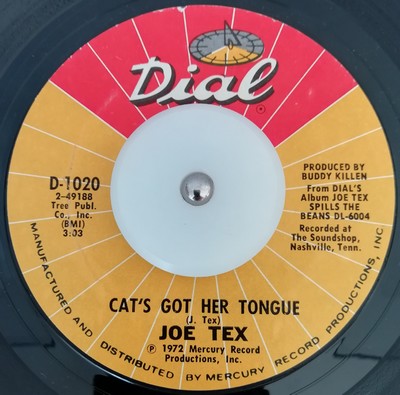 Dial
D-1020
2-49188
Tree Publ.
Co., Inc.
(BMI)
3:03
PRODUCED BY
BUDDY KILLEN
From DIAL'S
Album JOE TEX
SPILLS THE
BEANS DL-6004
Recorded at
The Soundshop,
Nashville, Tenn.
CAT'S GOT HER TONGUE
(J. Tex)
JOE TEX
℗ 1972 Mercury Record
Productions, Inc.
MANUFACTURED AND DISTRIBUTED BY MERCURY RECORD PRODUCTIONS, INC